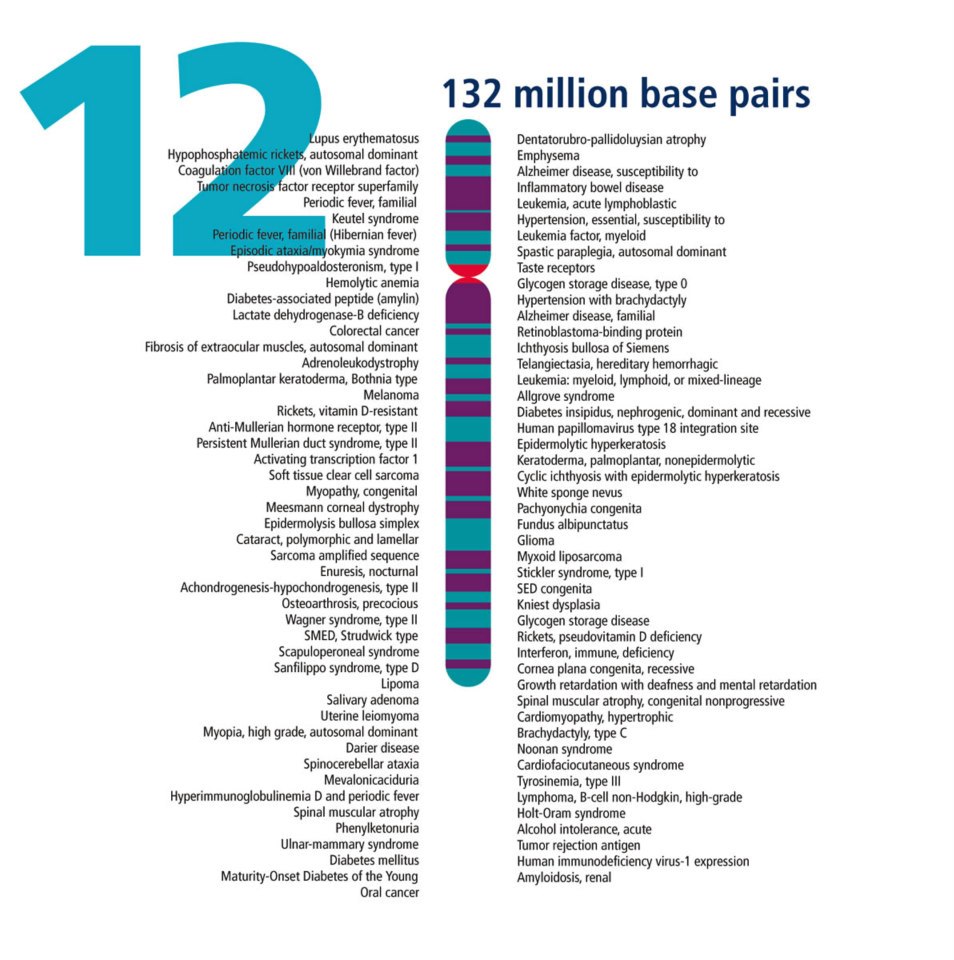 12
132 million base pairs
Lupus erythematosus
Hypophosphatemic rickets, autosomal dominant
Coagulation factor VIII (von Willebrand factor)
Tumor necrosis factor receptor superfamily
Periodic fever, familial
Keutel syndrome
Periodic fever, familial (Hibernian fever)
Episodic ataxia/myokymia syndrome
Pseudohypoaldosteronism, type I
Hemolytic anemia
Diabetes-associated peptide (amylin)
Lactate dehydrogenase-B deficiency
Colorectal cancer
Fibrosis of extraocular muscles, autosomal dominant
Adrenoleukodystrophy
Palmoplantar keratoderma, Bothnia type
Melanoma
Rickets, vitamin D-resistant
Anti-Mullerian hormone receptor, type II
Persistent Mullerian duct syndrome, type II
Activating transcription factor 1
Soft tissue clear cell sarcoma
Myopathy, congenital
Meesmann corneal dystrophy
Epidermolysis bullosa simplex
Cataract, polymorphic and lamellar
Sarcoma amplified sequence
Enuresis, nocturnal
Achondrogenesis-hypochondrogenesis, type II
Osteoarthrosis, precocious
Wagner syndrome, type II
SMED, Strudwick type
Scapuloperoneal syndrome
Sanfilippo syndrome, type D
Lipoma
Salivary adenoma
Uterine leiomyoma
Myopia, high grade, autosomal dominant
Darier disease
Spinocerebellar ataxia
Mevalonicaciduria
Hyperimmunoglobulinemia D and periodic fever
Spinal muscular atrophy
Phenylketonuria
Ulnar-mammary syndrome
Diabetes mellitus
Maturity-Onset Diabetes of the Young
Oral cancer
Dentatorubro-pallidoluysian atrophy
Emphysema
Alzheimer disease, susceptibility to
Inflammatory bowel disease
Leukemia, acute lymphoblastic
Hypertension, essential, susceptibility to
Leukemia factor, myeloid
Spastic paraplegia, autosomal dominant
Taste receptors
Glycogen storage disease, type 0
Hypertension with brachydactyly
Alzheimer disease, familial
Retinoblastoma-binding protein
Ichthyosis bullosa of Siemens
Telangiectasia, hereditary hemorrhagic
Leukemia: myeloid, lymphoid, or mixed-lineage
Allgrove syndrome
Diabetes insipidus, nephrogenic, dominant and recessive
Human papillomavirus type 18 integration site
Epidermolytic hyperkeratosis
Keratoderma, palmoplantar, nonepidermolytic
Cyclic ichthyosis with epidermolytic hyperkeratosis
White sponge nevus
Pachyonychia congenita
Fundus albipunctatus
Glioma
Myxoid liposarcoma
Stickler syndrome, type I
SED congenita
Kniest dysplasia
Glycogen storage disease
Rickets, pseudovitamin D deficiency
Interferon, immune, deficiency
Cornea plana congenita, recessive
Growth retardation with deafness and mental retardation
Spinal muscular atrophy, congenital nonprogressive
Cardiomyopathy, hypertrophic
Brachydactyly, type C
Noonan syndrome
Cardiofaciocutaneous syndrome
Tyrosinemia, type III
Lymphoma, B-cell non-Hodgkin, high-grade
Holt-Oram syndrome
Alcohol intolerance, acute
Tumor rejection antigen
Human immunodeficiency virus-1 expression
Amyloidosis, renal